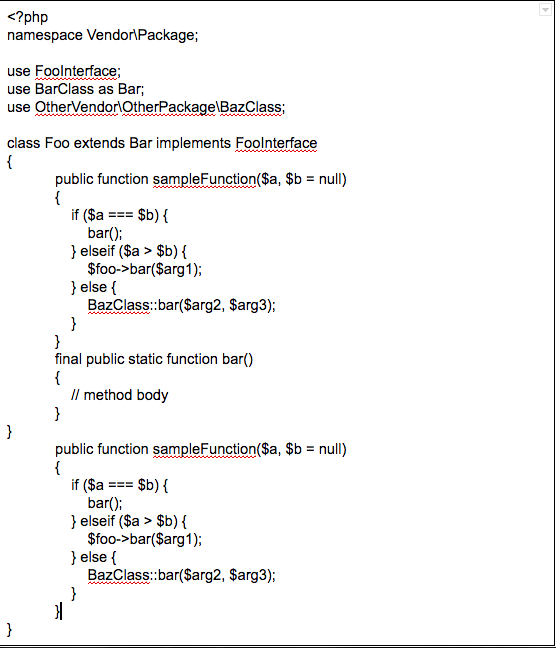 <?php
namespace Vendor\Package;

use FooInterface;
use BarClass as Bar;
use OtherVendor\OtherPackage\BazClass;

class Foo extends Bar implements FooInterface
{
        public function sampleFunction($a, $b = null)
        {
            if ($a === $b) {
                bar();
            } elseif ($a > $b) {
                $foo->bar($arg1);
            } else {
                BazClass::bar($arg2, $arg3);
            }
        }
        final public static function bar()
        {
            // method body
        }
}
        public function sampleFunction($a, $b = null)
        {
            if ($a === $b) {
                bar();
            } elseif ($a > $b) {
                $foo->bar($arg1);
            } else {
                BazClass::bar($arg2, $arg3);
            }
        }
}